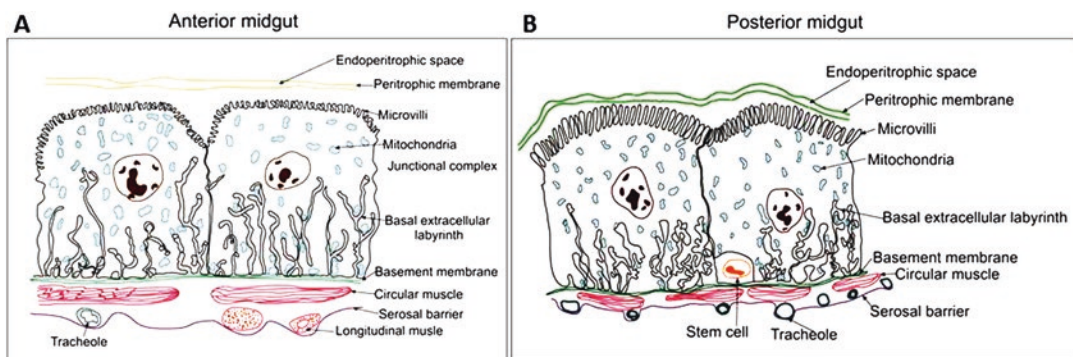 A
Anterior midgut
Endoperitrophic space
Peritrophic membrane
Microvilli
Mitochondria
Junctional complex
Basal extracellular
labyrinth
Basement membrane
Circular muscle
Serosal barrier
Longitudinal musle
Tracheole
B
Posterior midgut
Endoperitrophic space
Peritrophic membrane
Microvilli
Mitochondria
Basal extracellular labyrinth
Basement membrane
Circular muscle
Serosal barrier
Stem cell
Tracheole